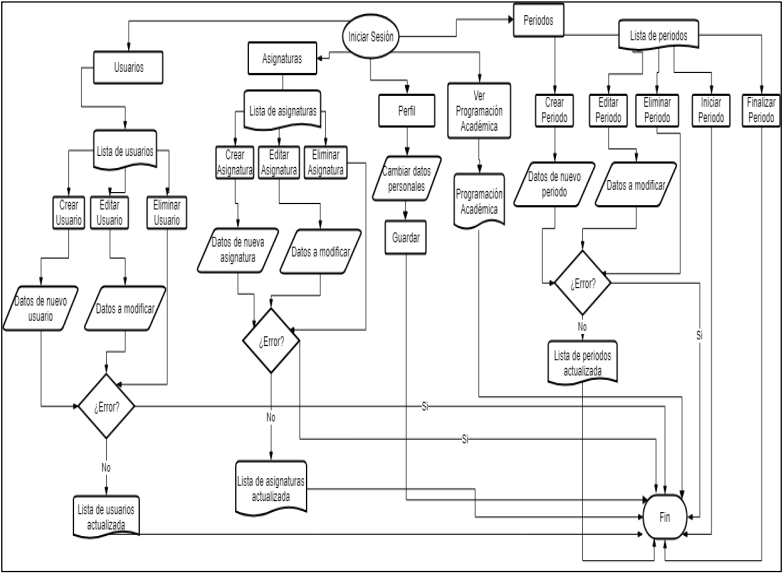 Iniciar Sesión
Periodos
Usuarios
Asignaturas
Lista de periodos
Ver
Programación
Académica
Perfil
Crear
Periodo
Editar
Periodo
Eliminar
Periodo
Iniciar
Periodo
Finalizar
Periodo
Lista de usuarios
Lista de asignaturas
Crear
Asignatura
Editar
Asignatura
Eliminar
Asignatura
Cambiar datos
personales
Programación
Académica
Datos de nuevo
periodo
Datos a modificar
Crear
Usuario
Editar
Usuario
Eliminar
Usuario
Guardar
Datos de nueva
asignatura
Datos a modificar
¿Error?
Datos de nuevo
usuario
Datos a modificar
¿Error?
No
Si
Lista de periodos
actualizada
¿Error?
Si
No
Si
No
Lista de asignaturas
actualizada
Lista de usuarios
actualizada
Fin